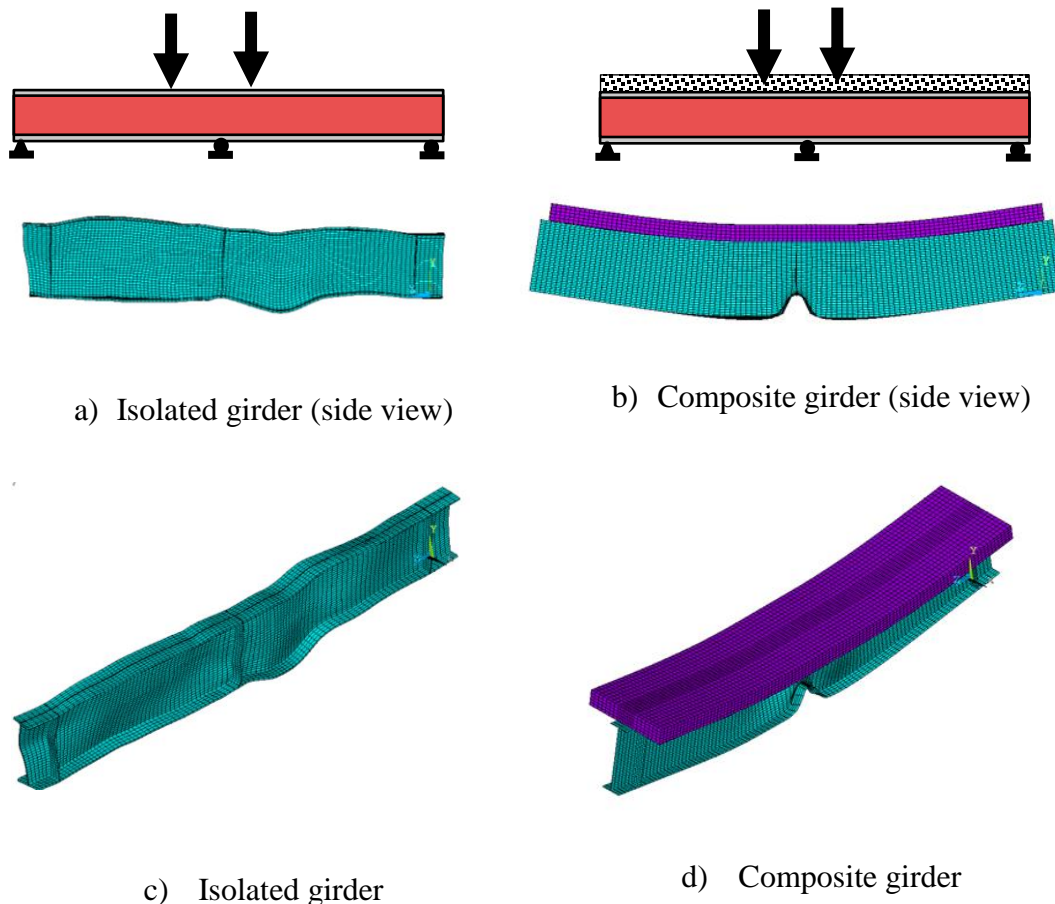 a) Isolated girder (side view)
b) Composite girder (side view)
Y
c) Isolated girder
d) Composite girder